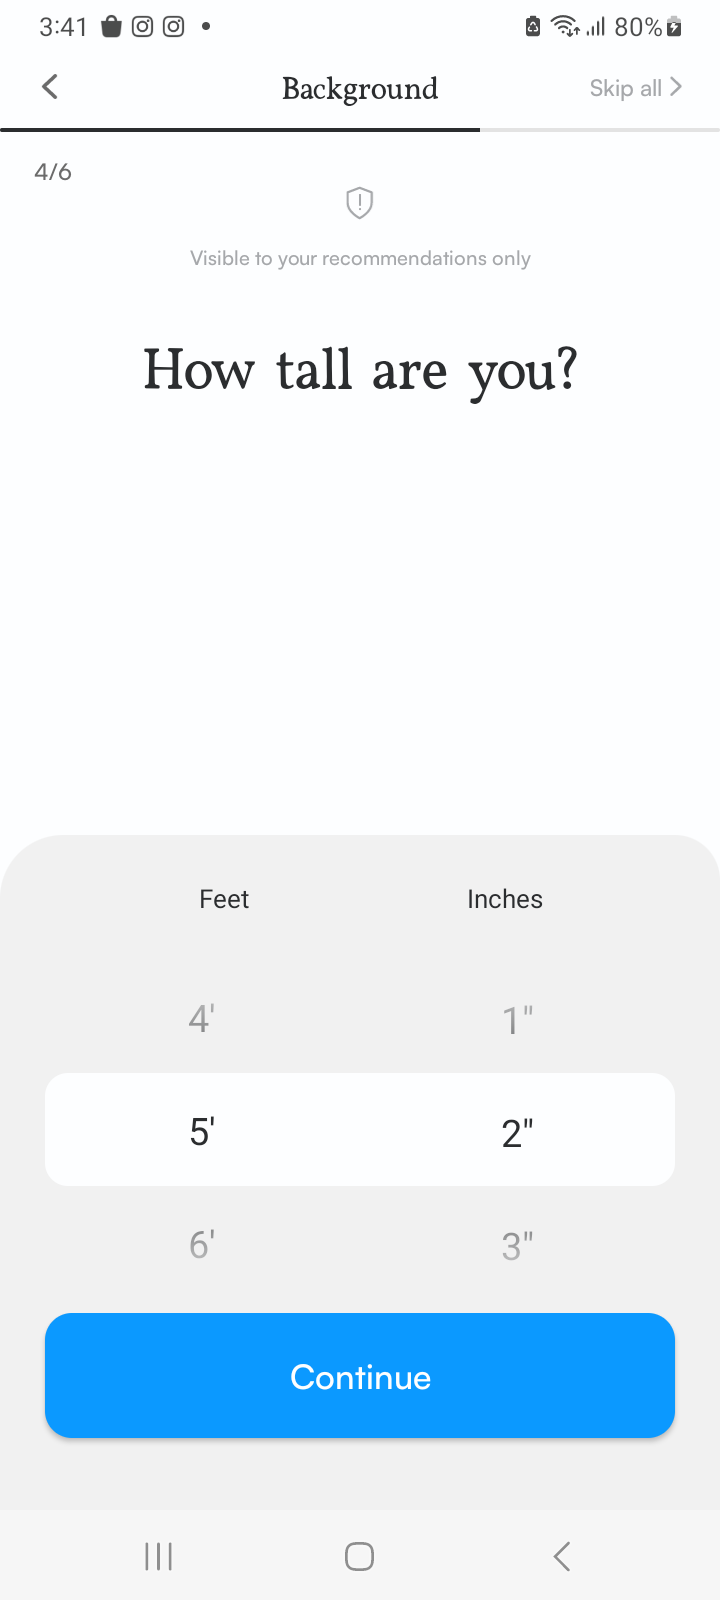 3:41 80%
Background Skip all
4/6
Visible to your recommendations only
How tall are you?
Feet Inches
4' 1"
5' 2"
6' 3"
Continue